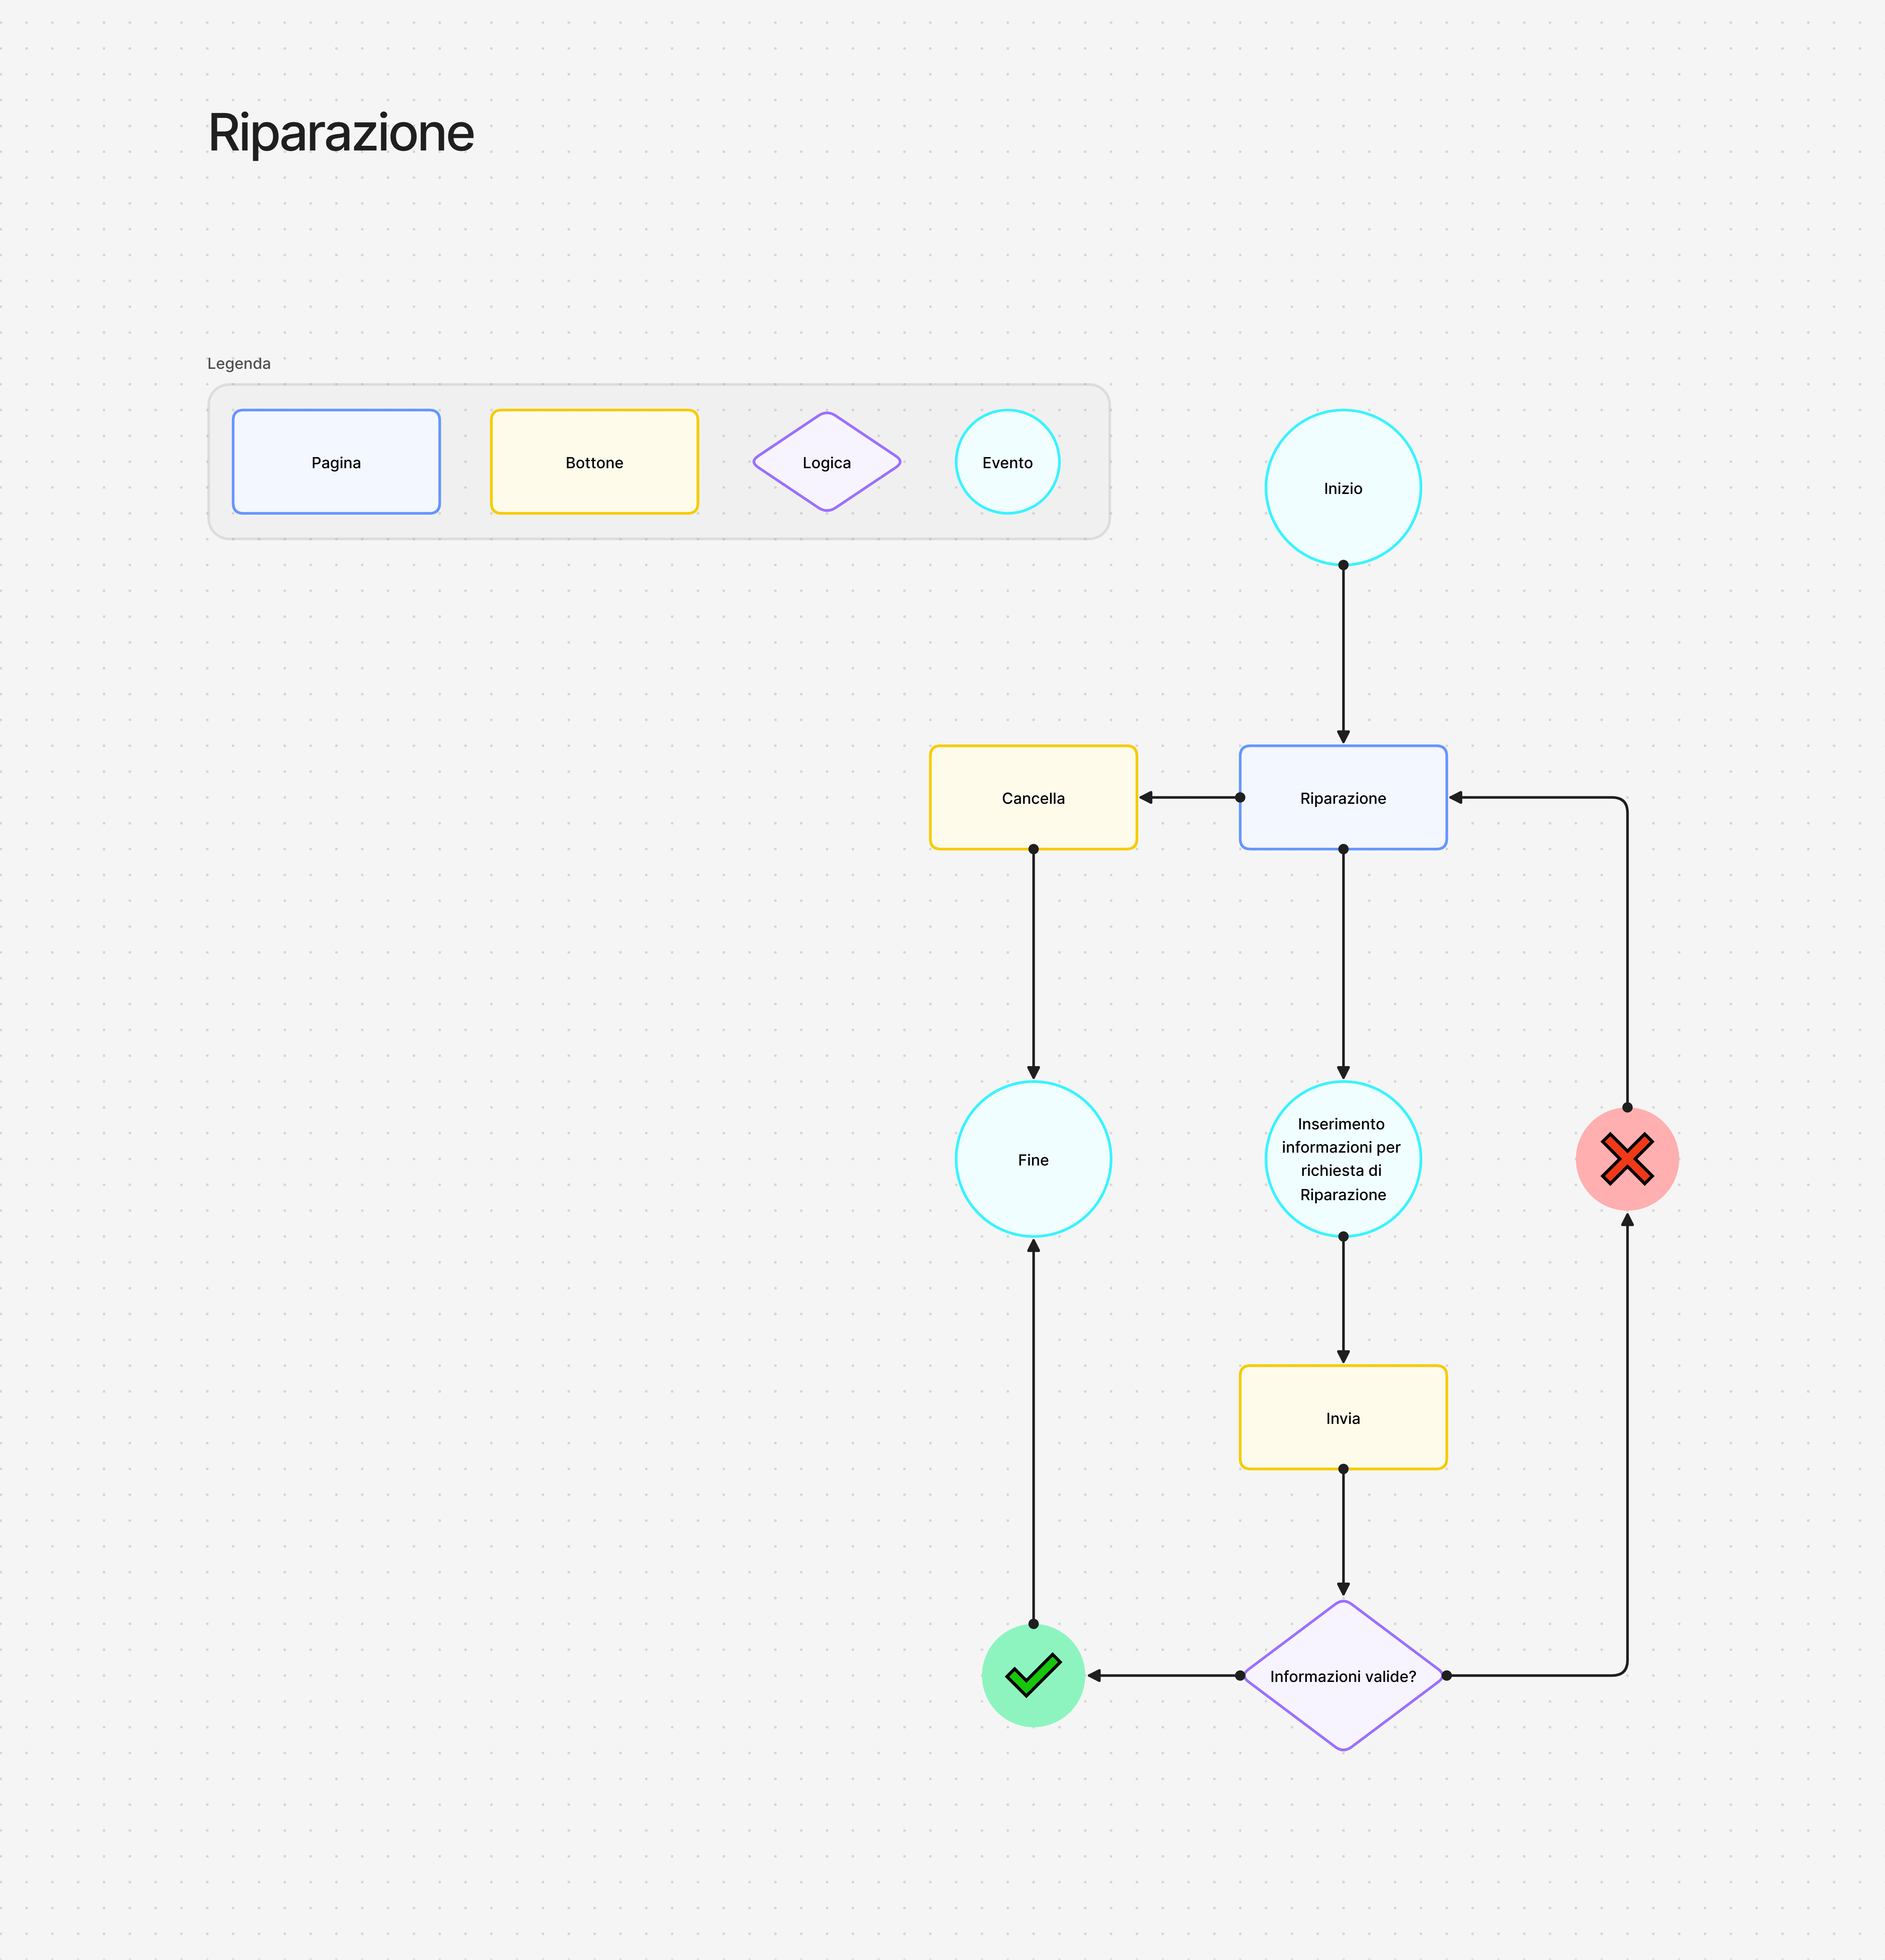 Riparazione
Legenda
Pagina
Bottone
Logica
Evento
Inizio
Cancella
Riparazione
Fine
Inserimento
informazioni per
richiesta di
Riparazione
Invia
Informazioni valide?